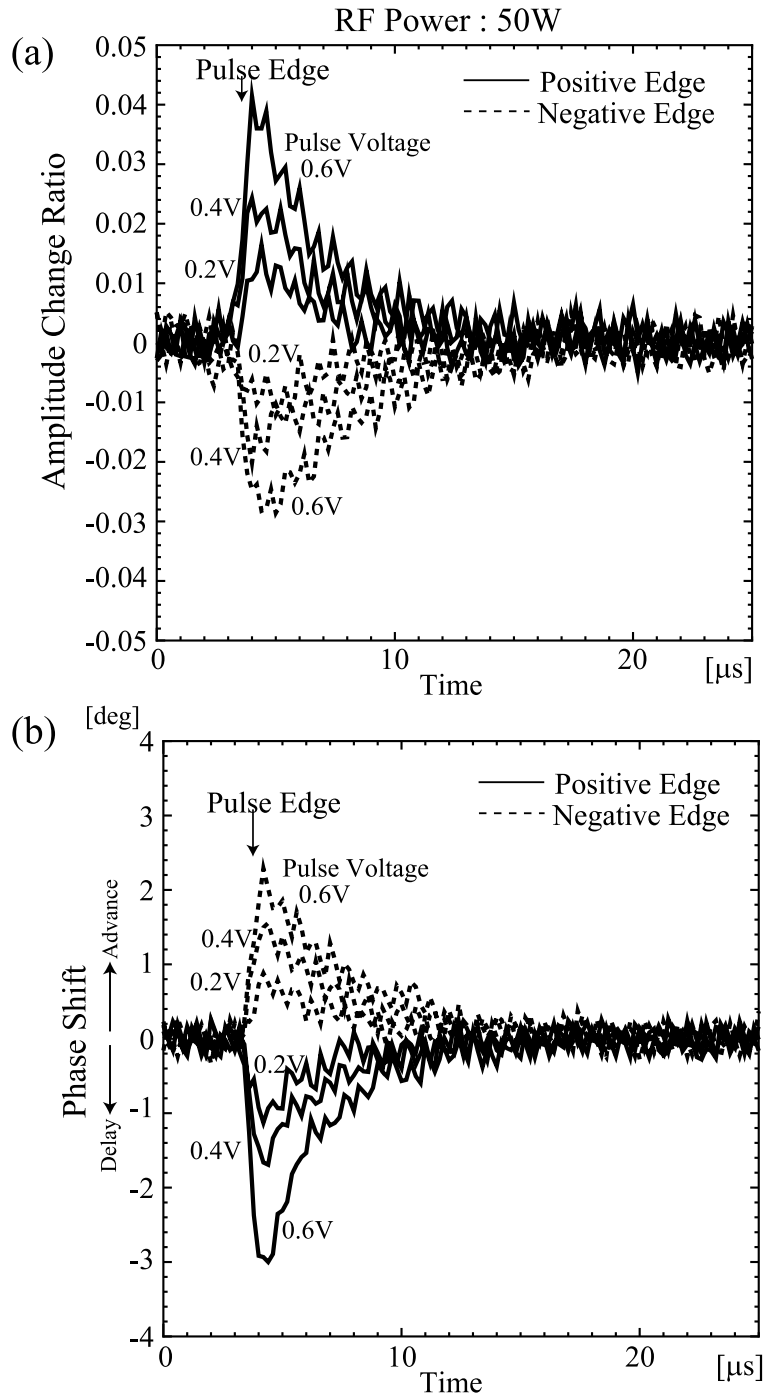 RF Power : 50W
(a)
0.05
0.04
0.03
0.02
0.01
0
-0.01
-0.02
-0.03
-0.04
-0.05
Amplitude Change Ratio
Pulse Edge
Positive Edge
Negative Edge
Pulse Voltage
0.6V
0.4V
0.2V
0.2V
0.4V
0.6V
0
10
20
[μs]
Time
(b)
[deg]
4
3
2
1
0
-1
-2
-3
-4
Phase Shift
Advance
Delay
Pulse Edge
Positive Edge
Negative Edge
Pulse Voltage
0.6V
0.4V
0.2V
0.2V
0.4V
0.6V
0
10
20
[μs]
Time